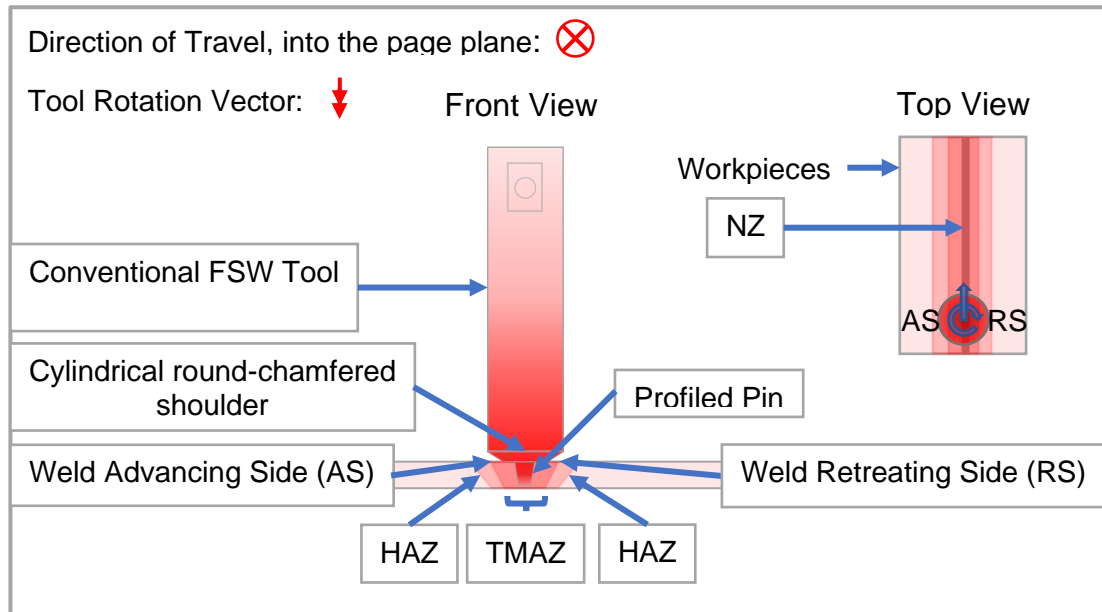 Direction of Travel, into the page plane:
Tool Rotation Vector:
Front View
Top View
Workpieces
NZ
Conventional FSW Tool
AS
RS
Cylindrical round-chamfered
shoulder
Profiled Pin
Weld Advancing Side (AS)
Weld Retreating Side (RS)
HAZ
TMAZ
HAZ